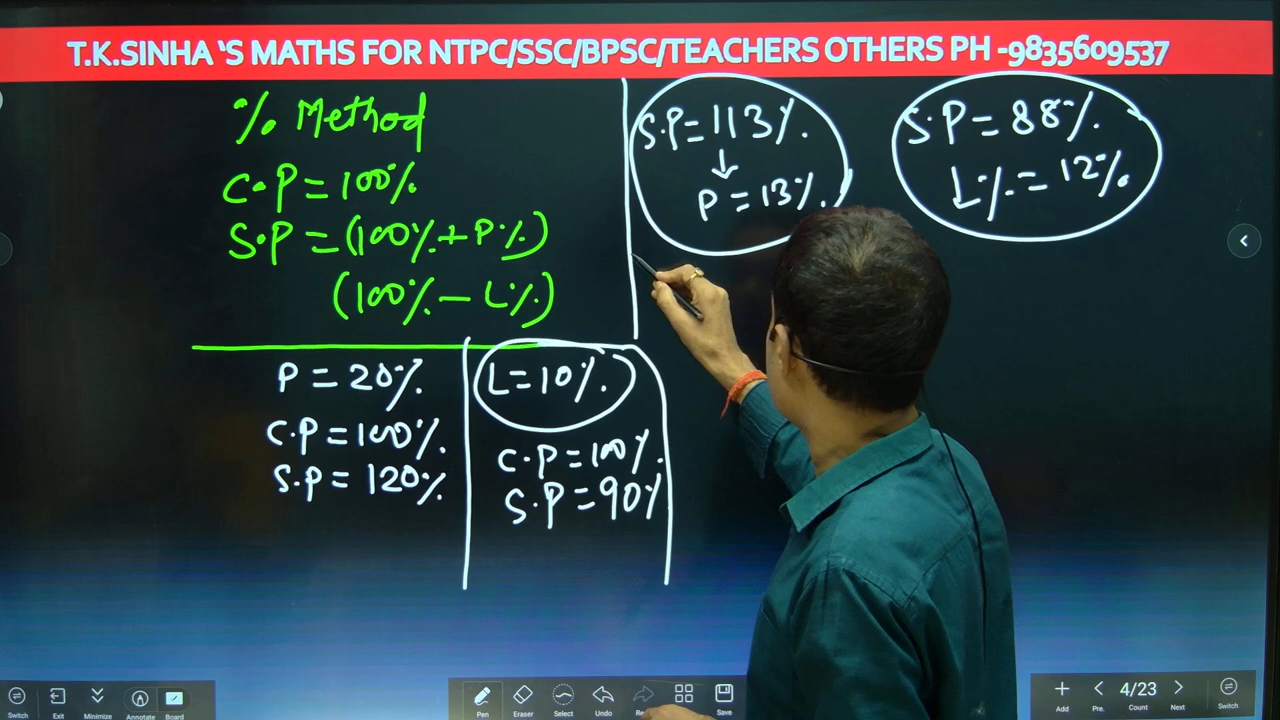 T.K.SINHA 'S MATHS FOR NTPC/SSC/BPSC/TEACHERS OTHERS PH -9835609537
% Method
C.P = 100%
S.P = (100% + P%)
(100% - L%)
P = 20%
C.P = 100%
S.P = 120%
L = 10%.
C.P = 100%.
S.P = 90%
S.P = 113%.
↓
P = 13%.
S.P = 88%.
L% = 12%.
Switch
Exit
Minimize
Annotate
Board
Pen
Eraser
Select
Undo
Save
Add
Pre.
4/23
Count
Next
Switch